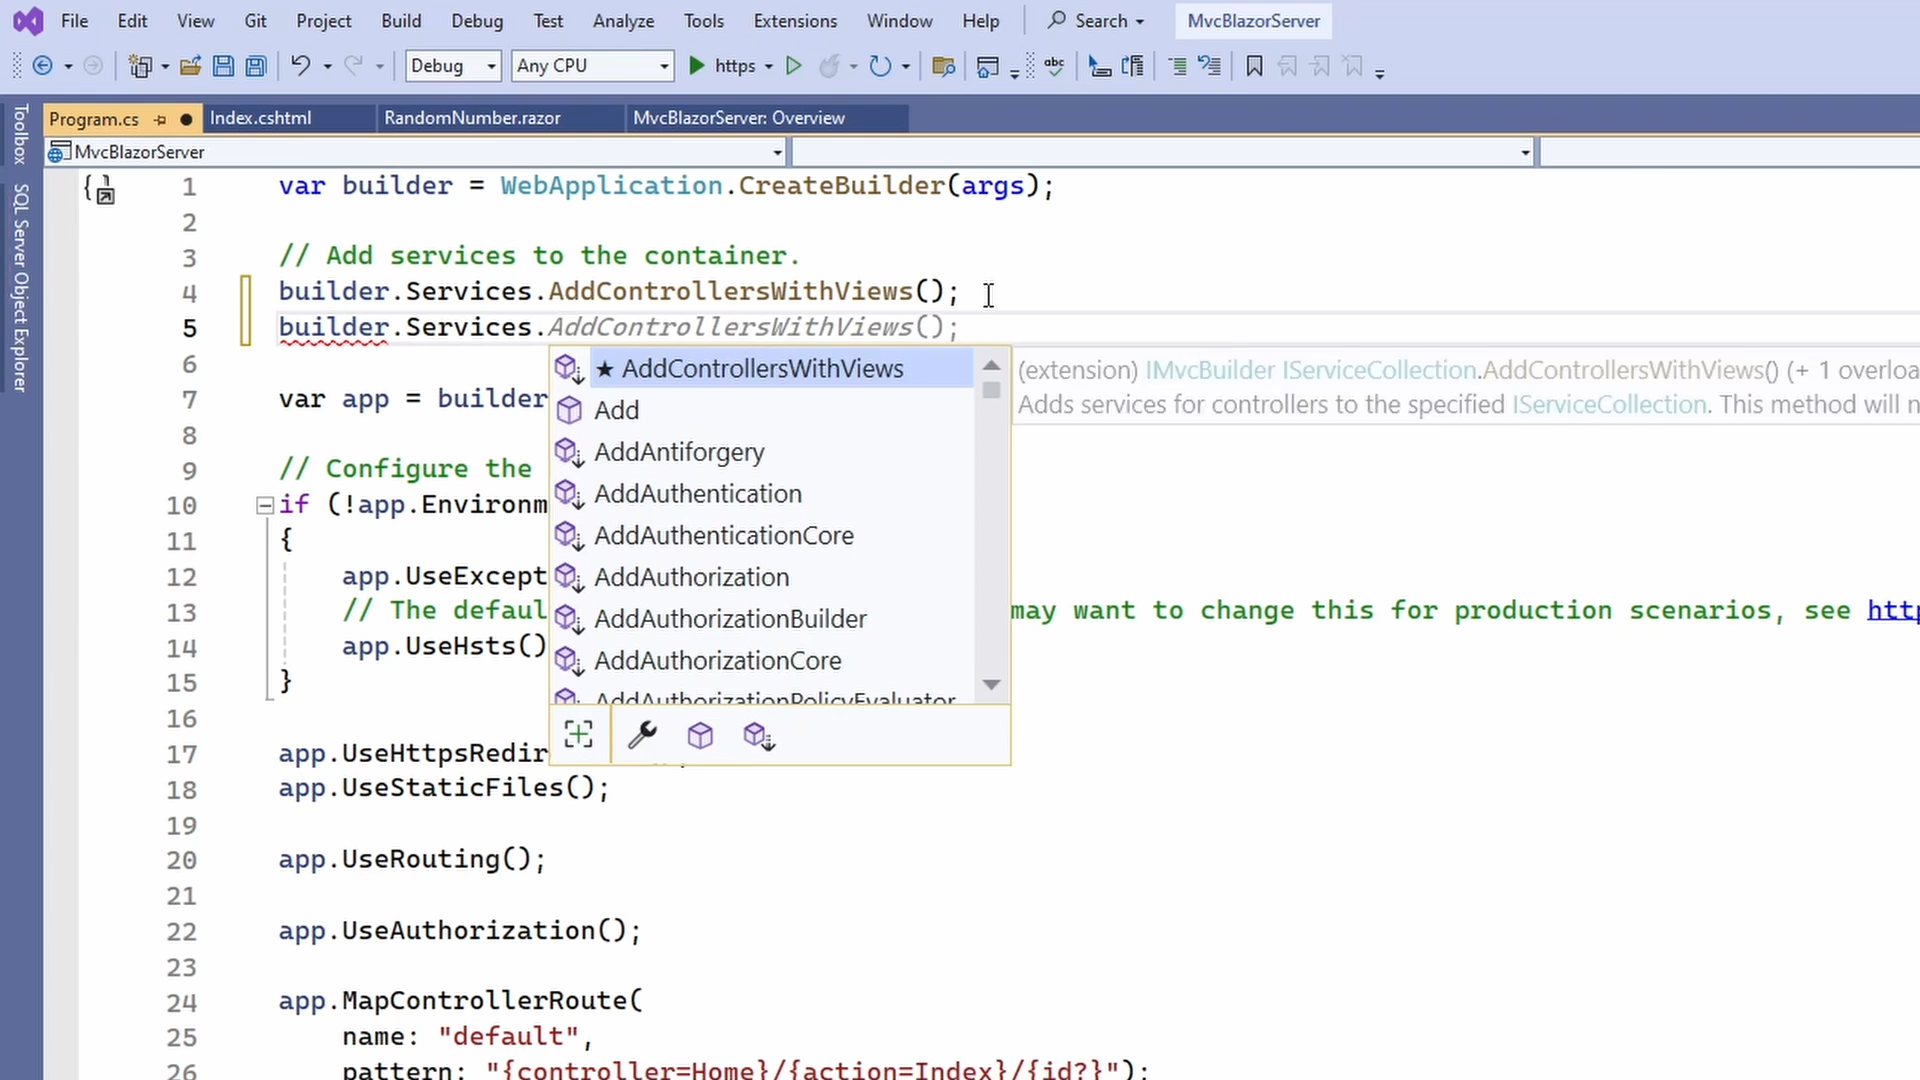 File Edit View Git Project Build Debug Test Analyze Tools Extensions Window Help Search MvcBlazorServer
Debug Any CPU https abc
Program.cs Index.cshtml RandomNumber.razor MvcBlazorServer: Overview
Toolbox
SQL Server Object Explorer
MvcBlazorServer
1 var builder = WebApplication.CreateBuilder(args);
2
3 // Add services to the container.
4 builder.Services.AddControllersWithViews();
5 builder.Services.AddControllersWithViews();
6
★ AddControllersWithViews
Add
AddAntiforgery
AddAuthentication
AddAuthenticationCore
AddAuthorization
AddAuthorizationBuilder
AddAuthorizationCore
AddAuthorizationPolicyEvaluator
(extension) IMvcBuilder IServiceCollection.AddControllersWithViews() (+ 1 overloa
Adds services for controllers to the specified IServiceCollection. This method will n
7 var app = builder
8
9 // Configure the
10 if (!app.Environm
11 {
12 app.UseExcept
13 // The defaul may want to change this for production scenarios, see http
14 app.UseHsts()
15 }
16
17 app.UseHttpsRedir
18 app.UseStaticFiles();
19
20 app.UseRouting();
21
22 app.UseAuthorization();
23
24 app.MapControllerRoute(
25 name: "default",
26 pattern: "{controller=Home}/{action=Index}/{id?}");